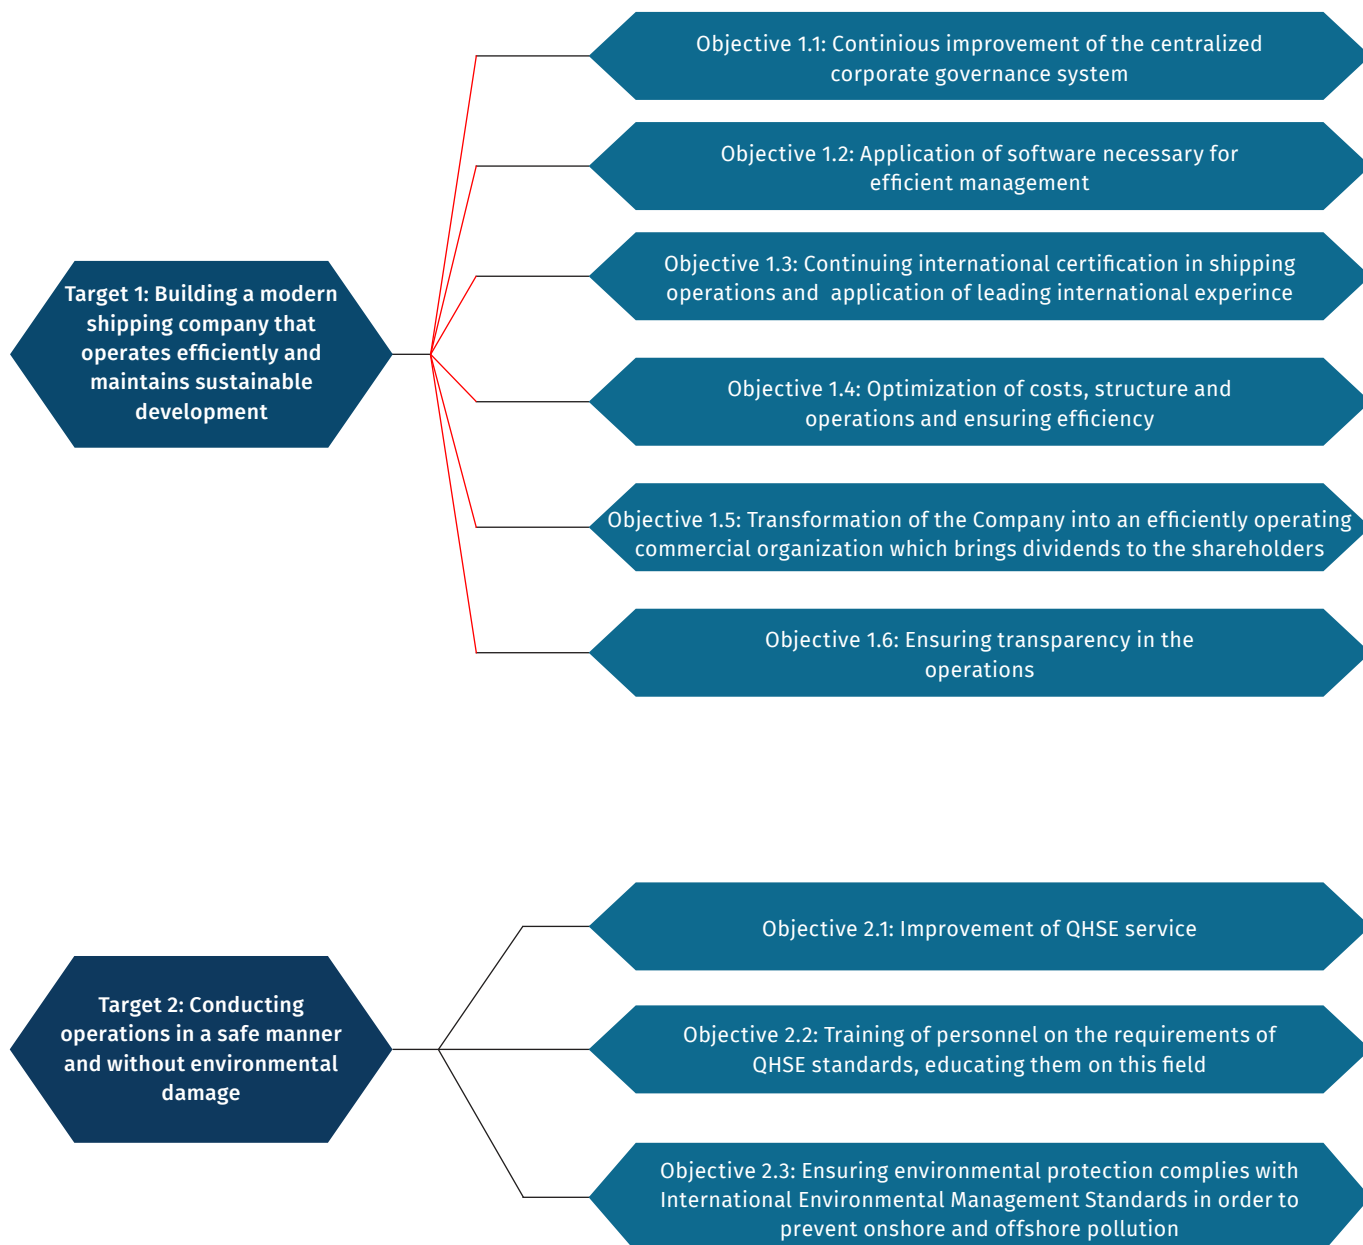 Objective 1.1: Continious improvement of the centralized
corporate governance system
Objective 1.2: Application of software necessary for
efficient management
Objective 1.3: Continuing international certification in shipping
operations and  application of leading international experince
Target 1: Building a modern
shipping company that
operates efficiently and
maintains sustainable
development
Objective 1.4: Optimization of costs, structure and
operations and ensuring efficiency
Objective 1.5: Transformation of the Company into an efficiently operating
commercial organization which brings dividends to the shareholders
Objective 1.6: Ensuring transparency in the
operations
Objective 2.1: Improvement of QHSE service
Target 2: Conducting
operations in a safe manner
and without environmental
damage
Objective 2.2: Training of personnel on the requirements of
QHSE standards, educating them on this field
Objective 2.3: Ensuring environmental protection complies with
International Environmental Management Standards in order to
prevent onshore and offshore pollution